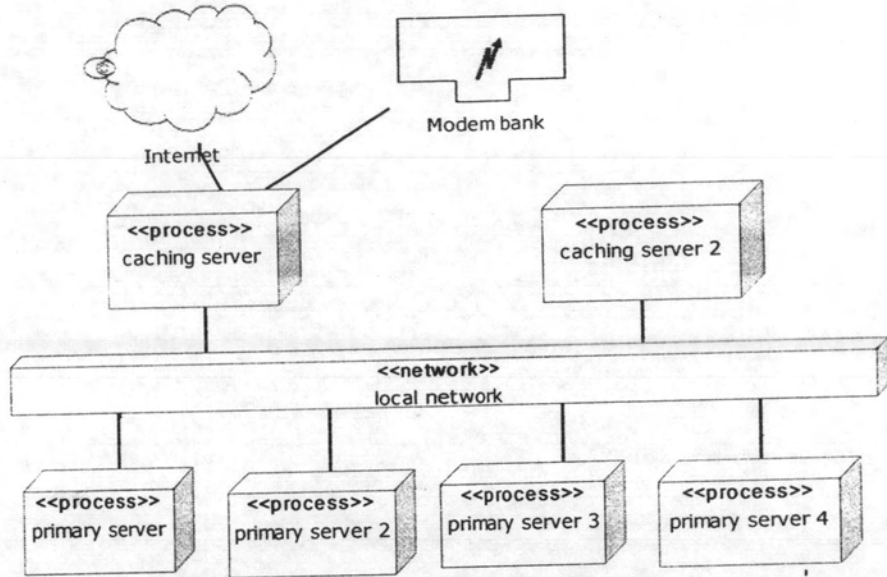 Internet
Modem bank
<<process>>
caching server
<<process>>
caching server 2
<<network>>
local network
<<process>>
primary server
<<process>>
primary server 2
<<process>>
primary server 3
<<process>>
primary server 4